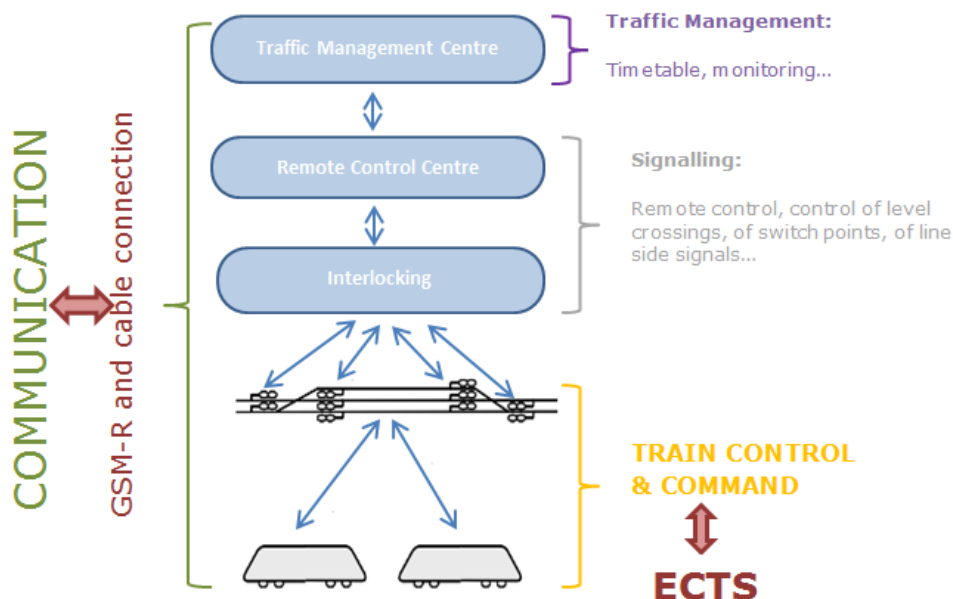 COMMUNICATION
GSM-R and cable connection
Traffic Management Centre
Remote Control Centre
Interlocking
Traffic Management:
Timetable, monitoring...
Signalling:
Remote control, control of level
crossings, of switch points, of line
side signals...
TRAIN CONTROL
& COMMAND
ECTS